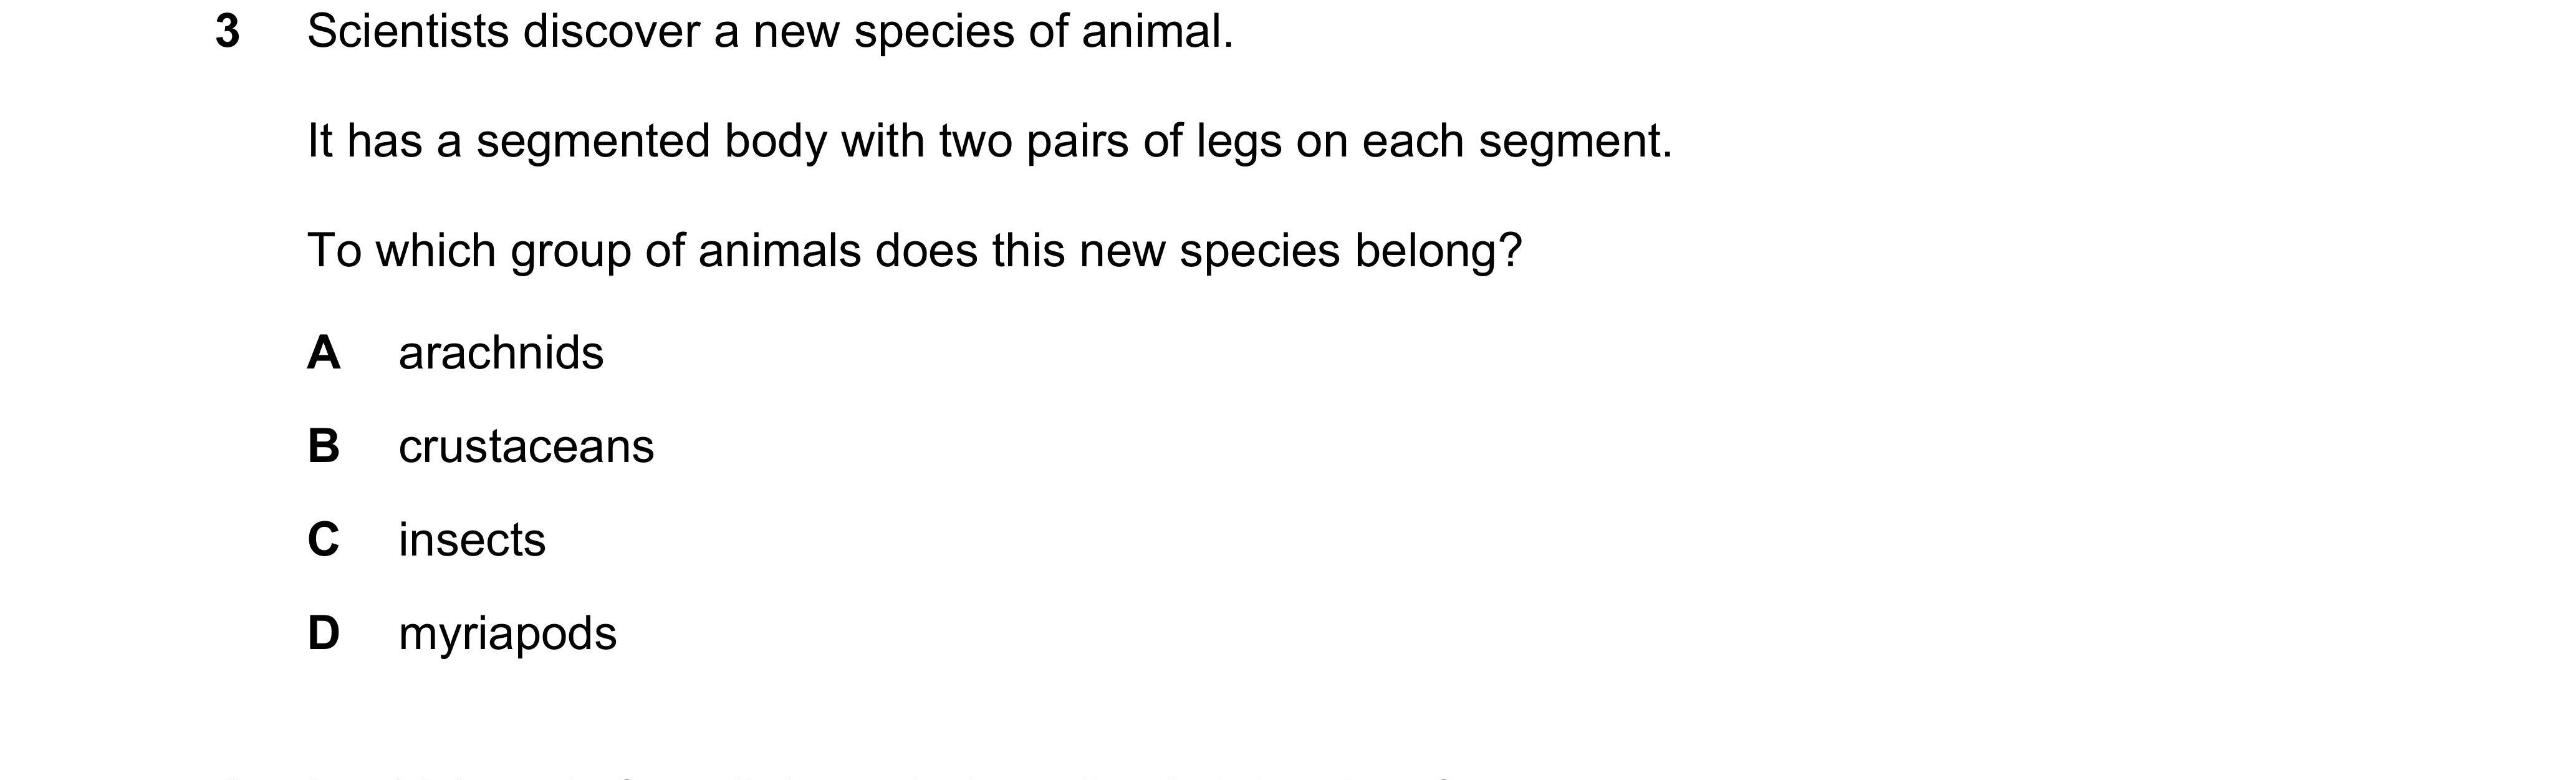 3 Scientists discover a new species of animal.
It has a segmented body with two pairs of legs on each segment.
To which group of animals does this new species belong?
A arachnids
B crustaceans
C insects
D myriapods